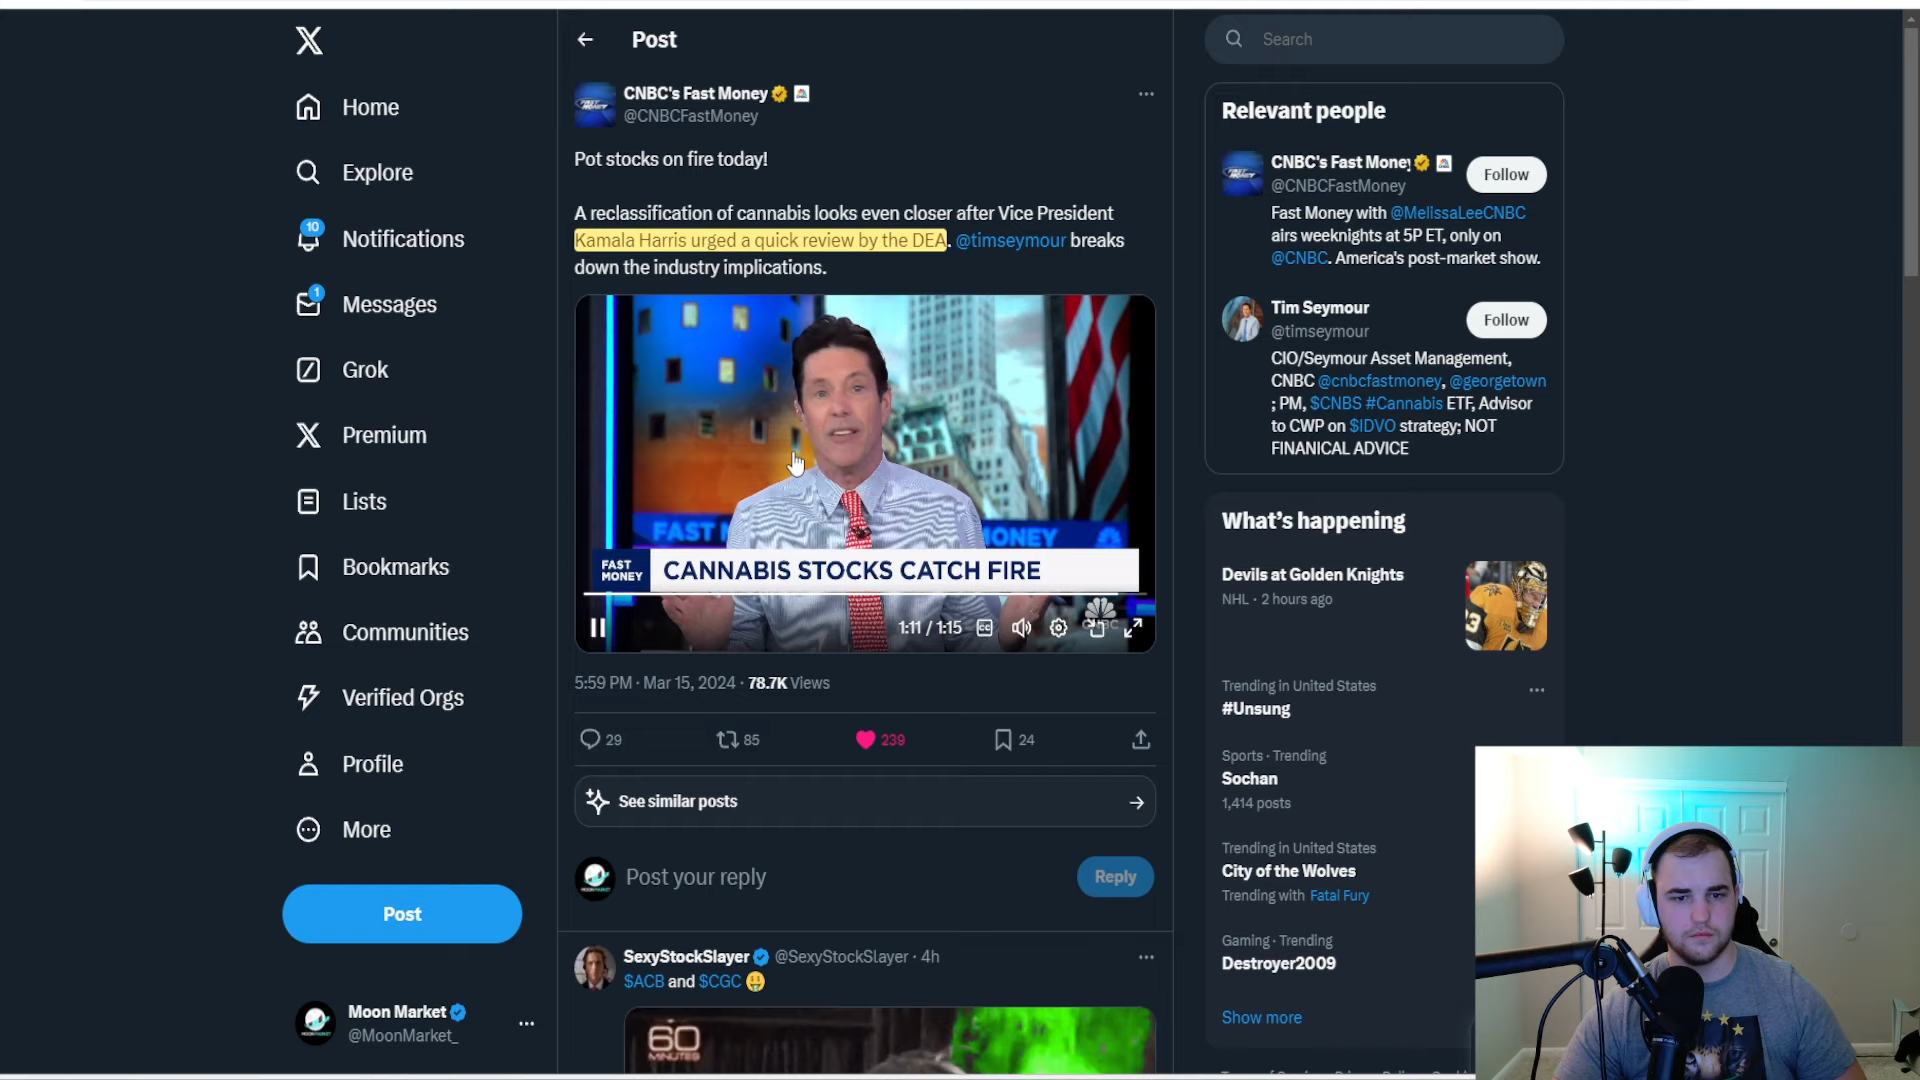 Home
Explore
10
Notifications
1
Messages
Grok
Premium
Lists
Bookmarks
Communities
Verified Orgs
Profile
More
Post
Moon Market
@MoonMarket_
Post
CNBC's Fast Money
@CNBCFastMoney
Pot stocks on fire today!
A reclassification of cannabis looks even closer after Vice President
Kamala Harris urged a quick review by the DEA. @timseymour breaks
down the industry implications.
FAST MONEY
CANNABIS STOCKS CATCH FIRE
1:11 / 1:15
CNBC
5:59 PM · Mar 15, 2024 · 78.7K Views
29
85
239
24
See similar posts
Post your reply
Reply
SexyStockSlayer @SexyStockSlayer · 4h
$ACB and $CGC
60
MINUTES
Search
Relevant people
CNBC's Fast Money
@CNBCFastMoney
Follow
Fast Money with @MelissaLeeCNBC
airs weeknights at 5P ET, only on
@CNBC. America's post-market show.
Tim Seymour
@timseymour
Follow
CIO/Seymour Asset Management,
CNBC @cnbcfastmoney, @georgetown
; PM, $CNBS #Cannabis ETF, Advisor
to CWP on $IDVO strategy; NOT
FINANICAL ADVICE
What's happening
Devils at Golden Knights
NHL · 2 hours ago
Trending in United States
#Unsung
Sports · Trending
Sochan
1,414 posts
Trending in United States
City of the Wolves
Trending with Fatal Fury
Gaming · Trending
Destroyer2009
Show more